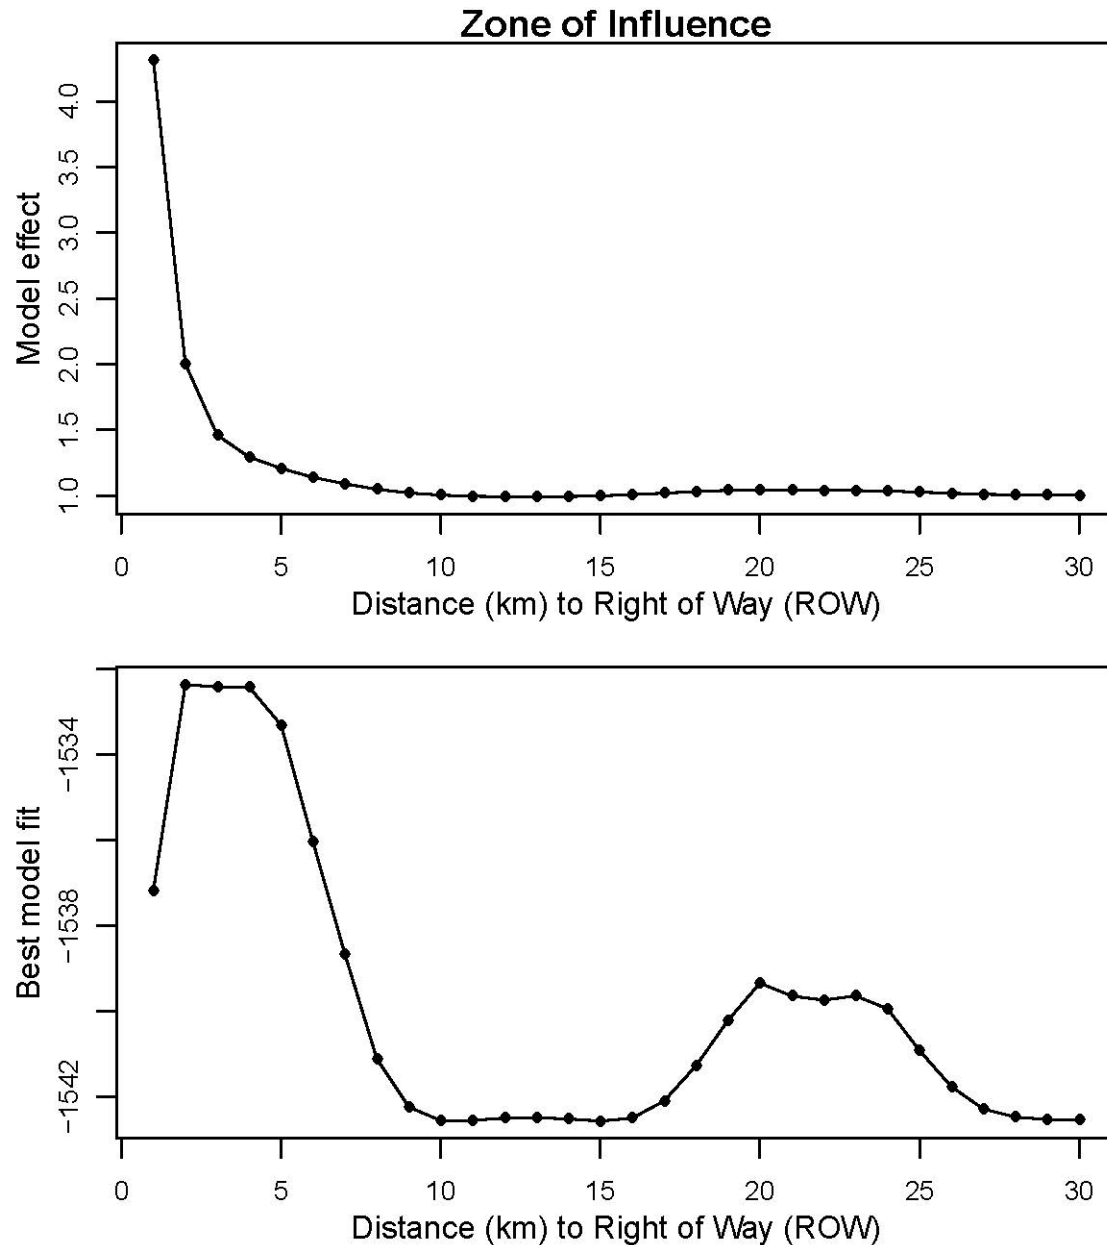 Zone of Influence
Model effect
4.0
3.5
3.0
2.5
2.0
1.5
1.0
0 5 10 15 20 25 30
Distance (km) to Right of Way (ROW)
Best model fit
−1534
−1538
−1542
0 5 10 15 20 25 30
Distance (km) to Right of Way (ROW)